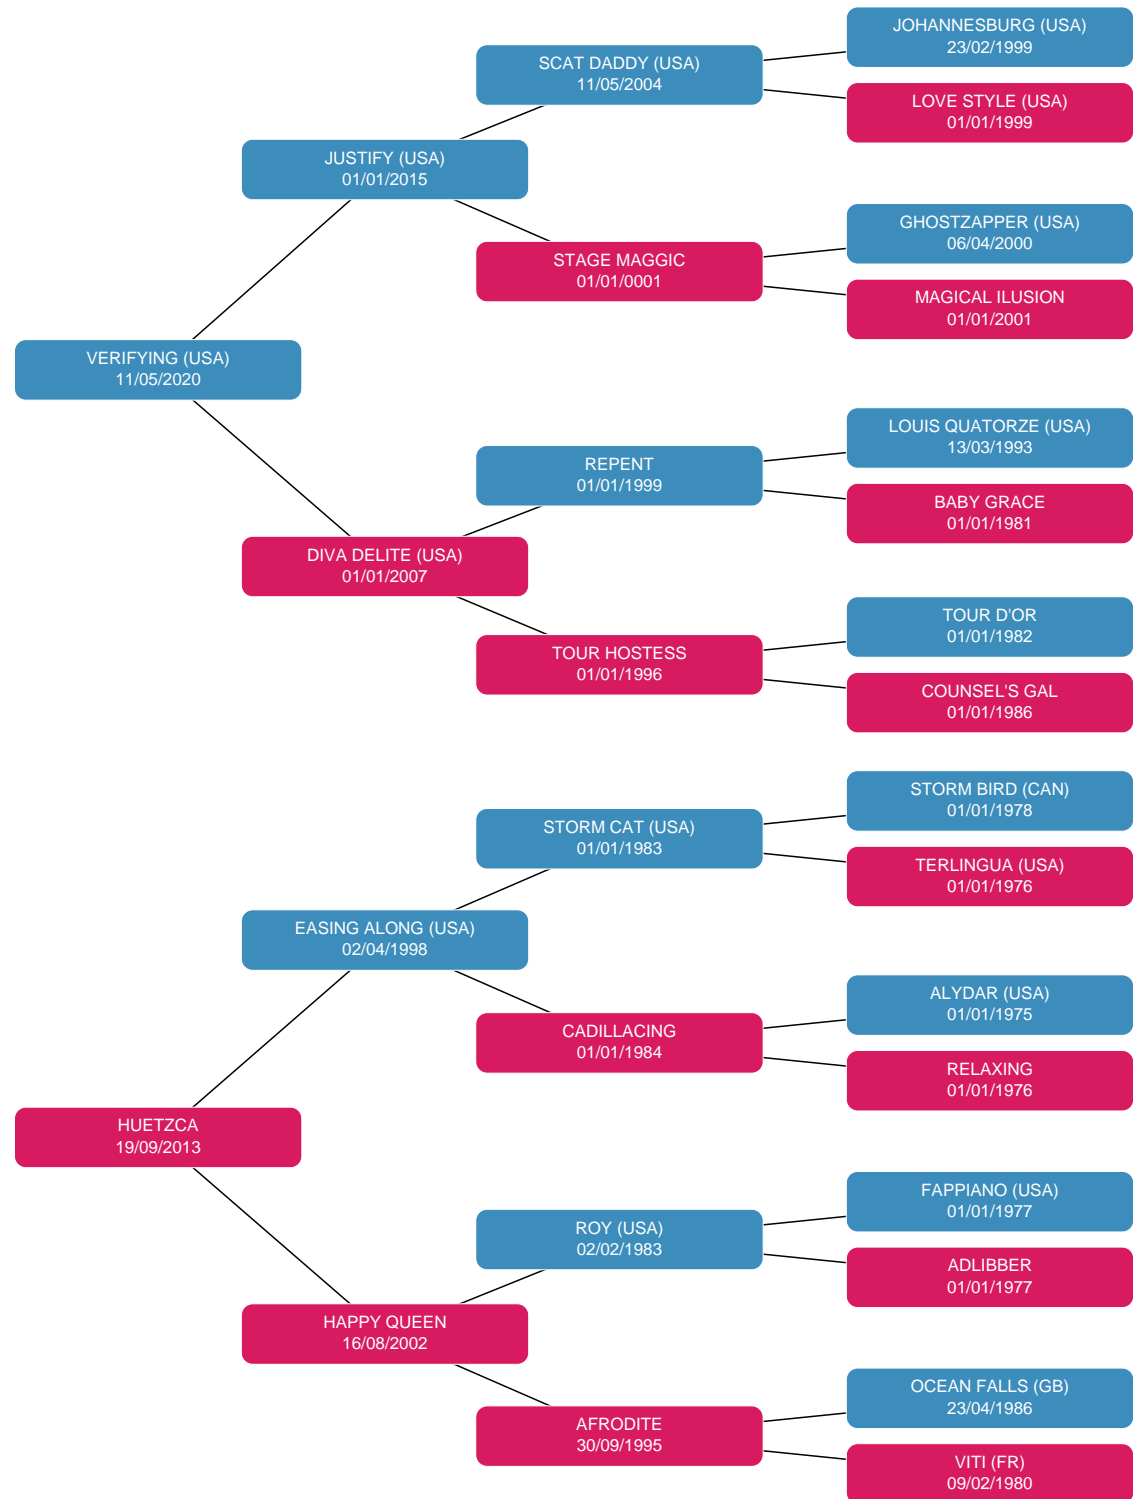 JOHANNESBURG (USA)
23/02/1999
SCAT DADDY (USA)
11/05/2004
LOVE STYLE (USA)
01/01/1999
JUSTIFY (USA)
01/01/2015
GHOSTZAPPER (USA)
06/04/2000
STAGE MAGGIC
01/01/0001
MAGICAL ILUSION
01/01/2001
VERIFYING (USA)
11/05/2020
LOUIS QUATORZE (USA)
13/03/1993
REPENT
01/01/1999
BABY GRACE
01/01/1981
DIVA DELITE (USA)
01/01/2007
TOUR D'OR
01/01/1982
TOUR HOSTESS
01/01/1996
COUNSEL'S GAL
01/01/1986
STORM BIRD (CAN)
01/01/1978
STORM CAT (USA)
01/01/1983
TERLINGUA (USA)
01/01/1976
EASING ALONG (USA)
02/04/1998
ALYDAR (USA)
01/01/1975
CADILLACING
01/01/1984
RELAXING
01/01/1976
HUETZCA
19/09/2013
FAPPIANO (USA)
01/01/1977
ROY (USA)
02/02/1983
ADLIBBER
01/01/1977
HAPPY QUEEN
16/08/2002
OCEAN FALLS (GB)
23/04/1986
AFRODITE
30/09/1995
VITI (FR)
09/02/1980